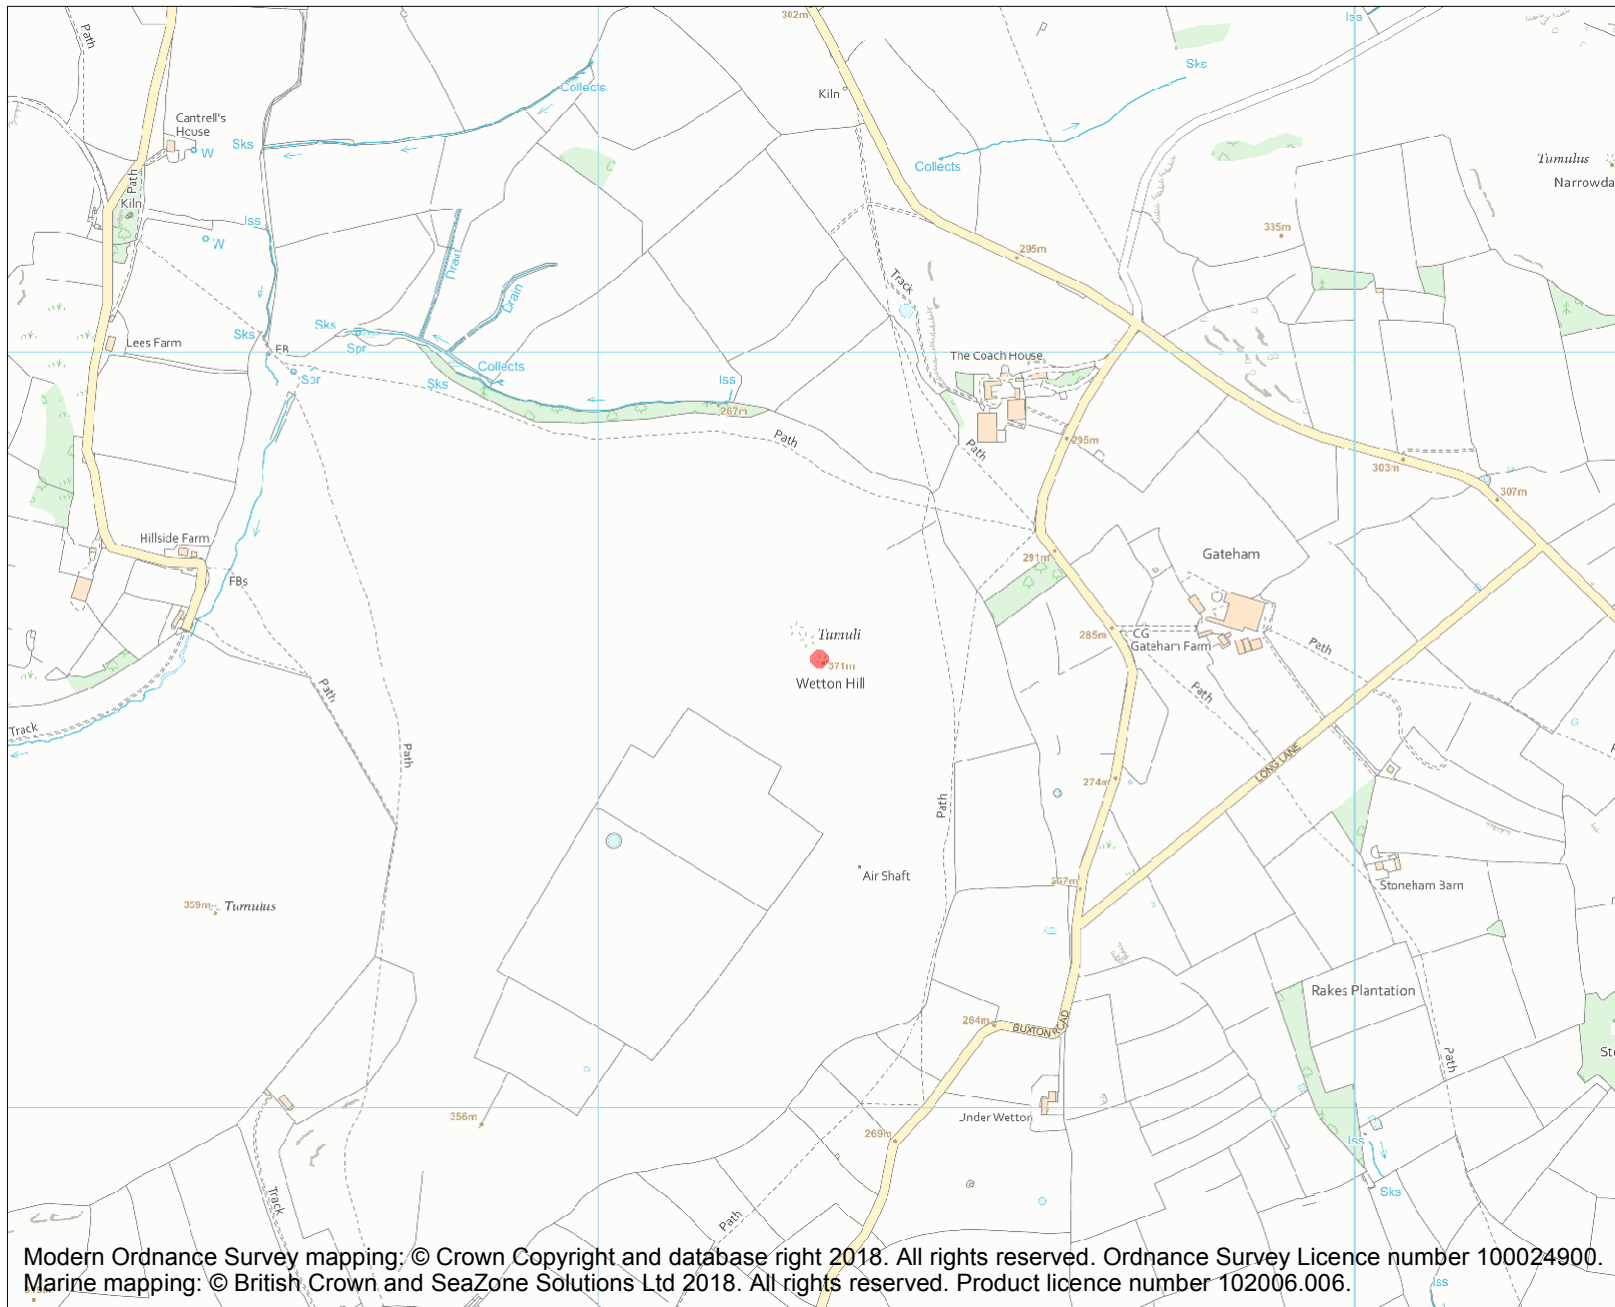 302m
Iss
Path
Collects
Sks
Kiln
Cantrell's
House
W
Sks
Collects
Tumulus
Path
Kiln
Iss
W
335m
295m
Drain
Track
Drain
Sks
Sks
Lees Farm
FB
Spr
The Coach House
Spr
Collects
Sks
Iss
267m
Path
295m
Path
303m
307m
Hillside Farm
291m
Gateham
FBs
Tumuli
285m
CG
Gateham Farm
Path
371m
Wetton Hill
Path
Path
Track
Path
LONG LANE
274m
Path
Air Shaft
267m
Stoneham Barn
359m
Tumulus
Rakes Plantation
264m
BUXTON ROAD
Path
356m
Under Wetton
269m
Iss
Sks
Track
Path
Modern Ordnance Survey mapping: © Crown Copyright and database right 2018. All rights reserved. Ordnance Survey Licence number 100024900.
Marine mapping: © British Crown and SeaZone Solutions Ltd 2018. All rights reserved. Product licence number 102006.006.
Iss